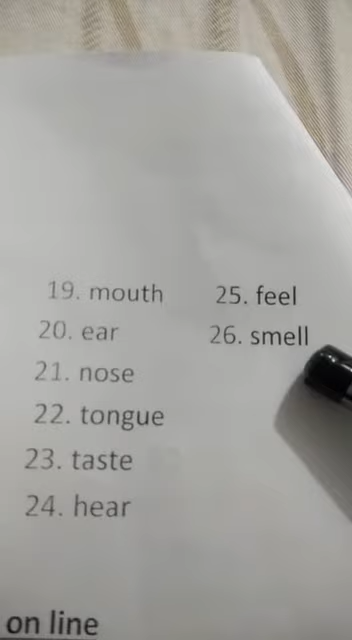 19. mouth
20. ear
21. nose
22. tongue
23. taste
24. hear
25. feel
26. smell
on line